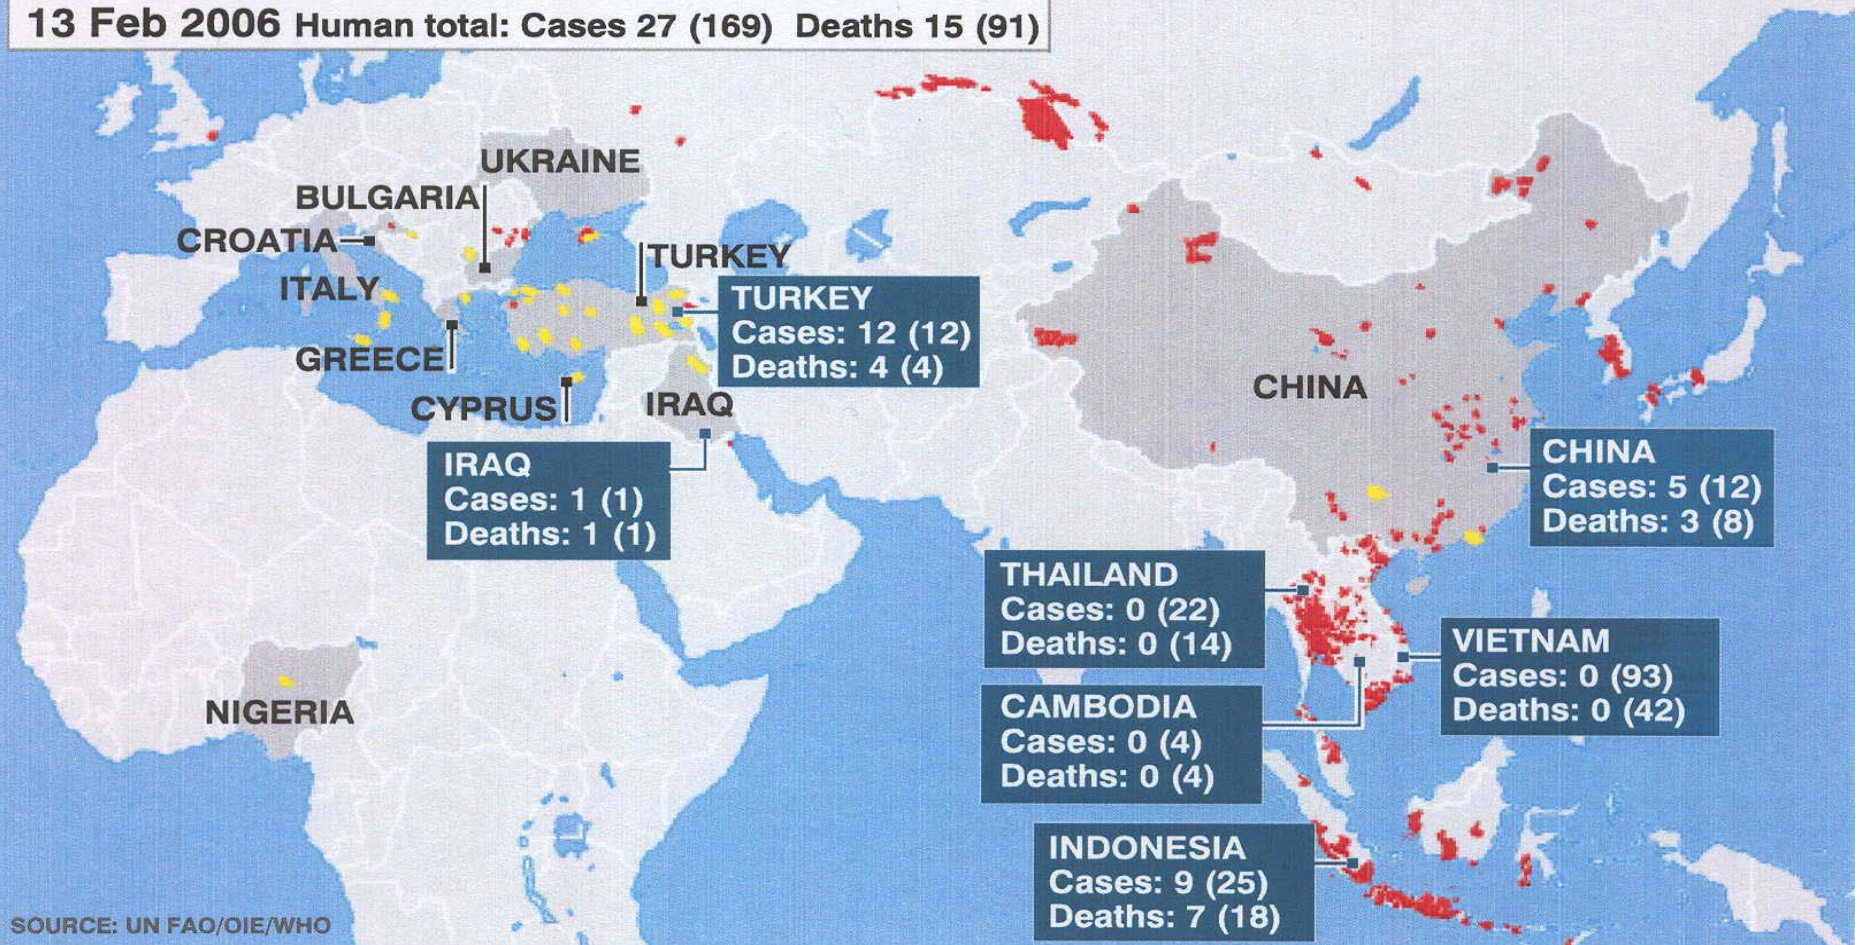 13 Feb 2006 Human total: Cases 27 (169) Deaths 15 (91)
UKRAINE
BULGARIA
CROATIA
TURKEY
ITALY
TURKEY
Cases: 12 (12)
Deaths: 4 (4)
GREECE
CYPRUS
IRAQ
CHINA
IRAQ
Cases: 1 (1)
Deaths: 1 (1)
CHINA
Cases: 5 (12)
Deaths: 3 (8)
THAILAND
Cases: 0 (22)
Deaths: 0 (14)
VIETNAM
Cases: 0 (93)
Deaths: 0 (42)
NIGERIA
CAMBODIA
Cases: 0 (4)
Deaths: 0 (4)
INDONESIA
Cases: 9 (25)
Deaths: 7 (18)
SOURCE: UN FAO/OIE/WHO